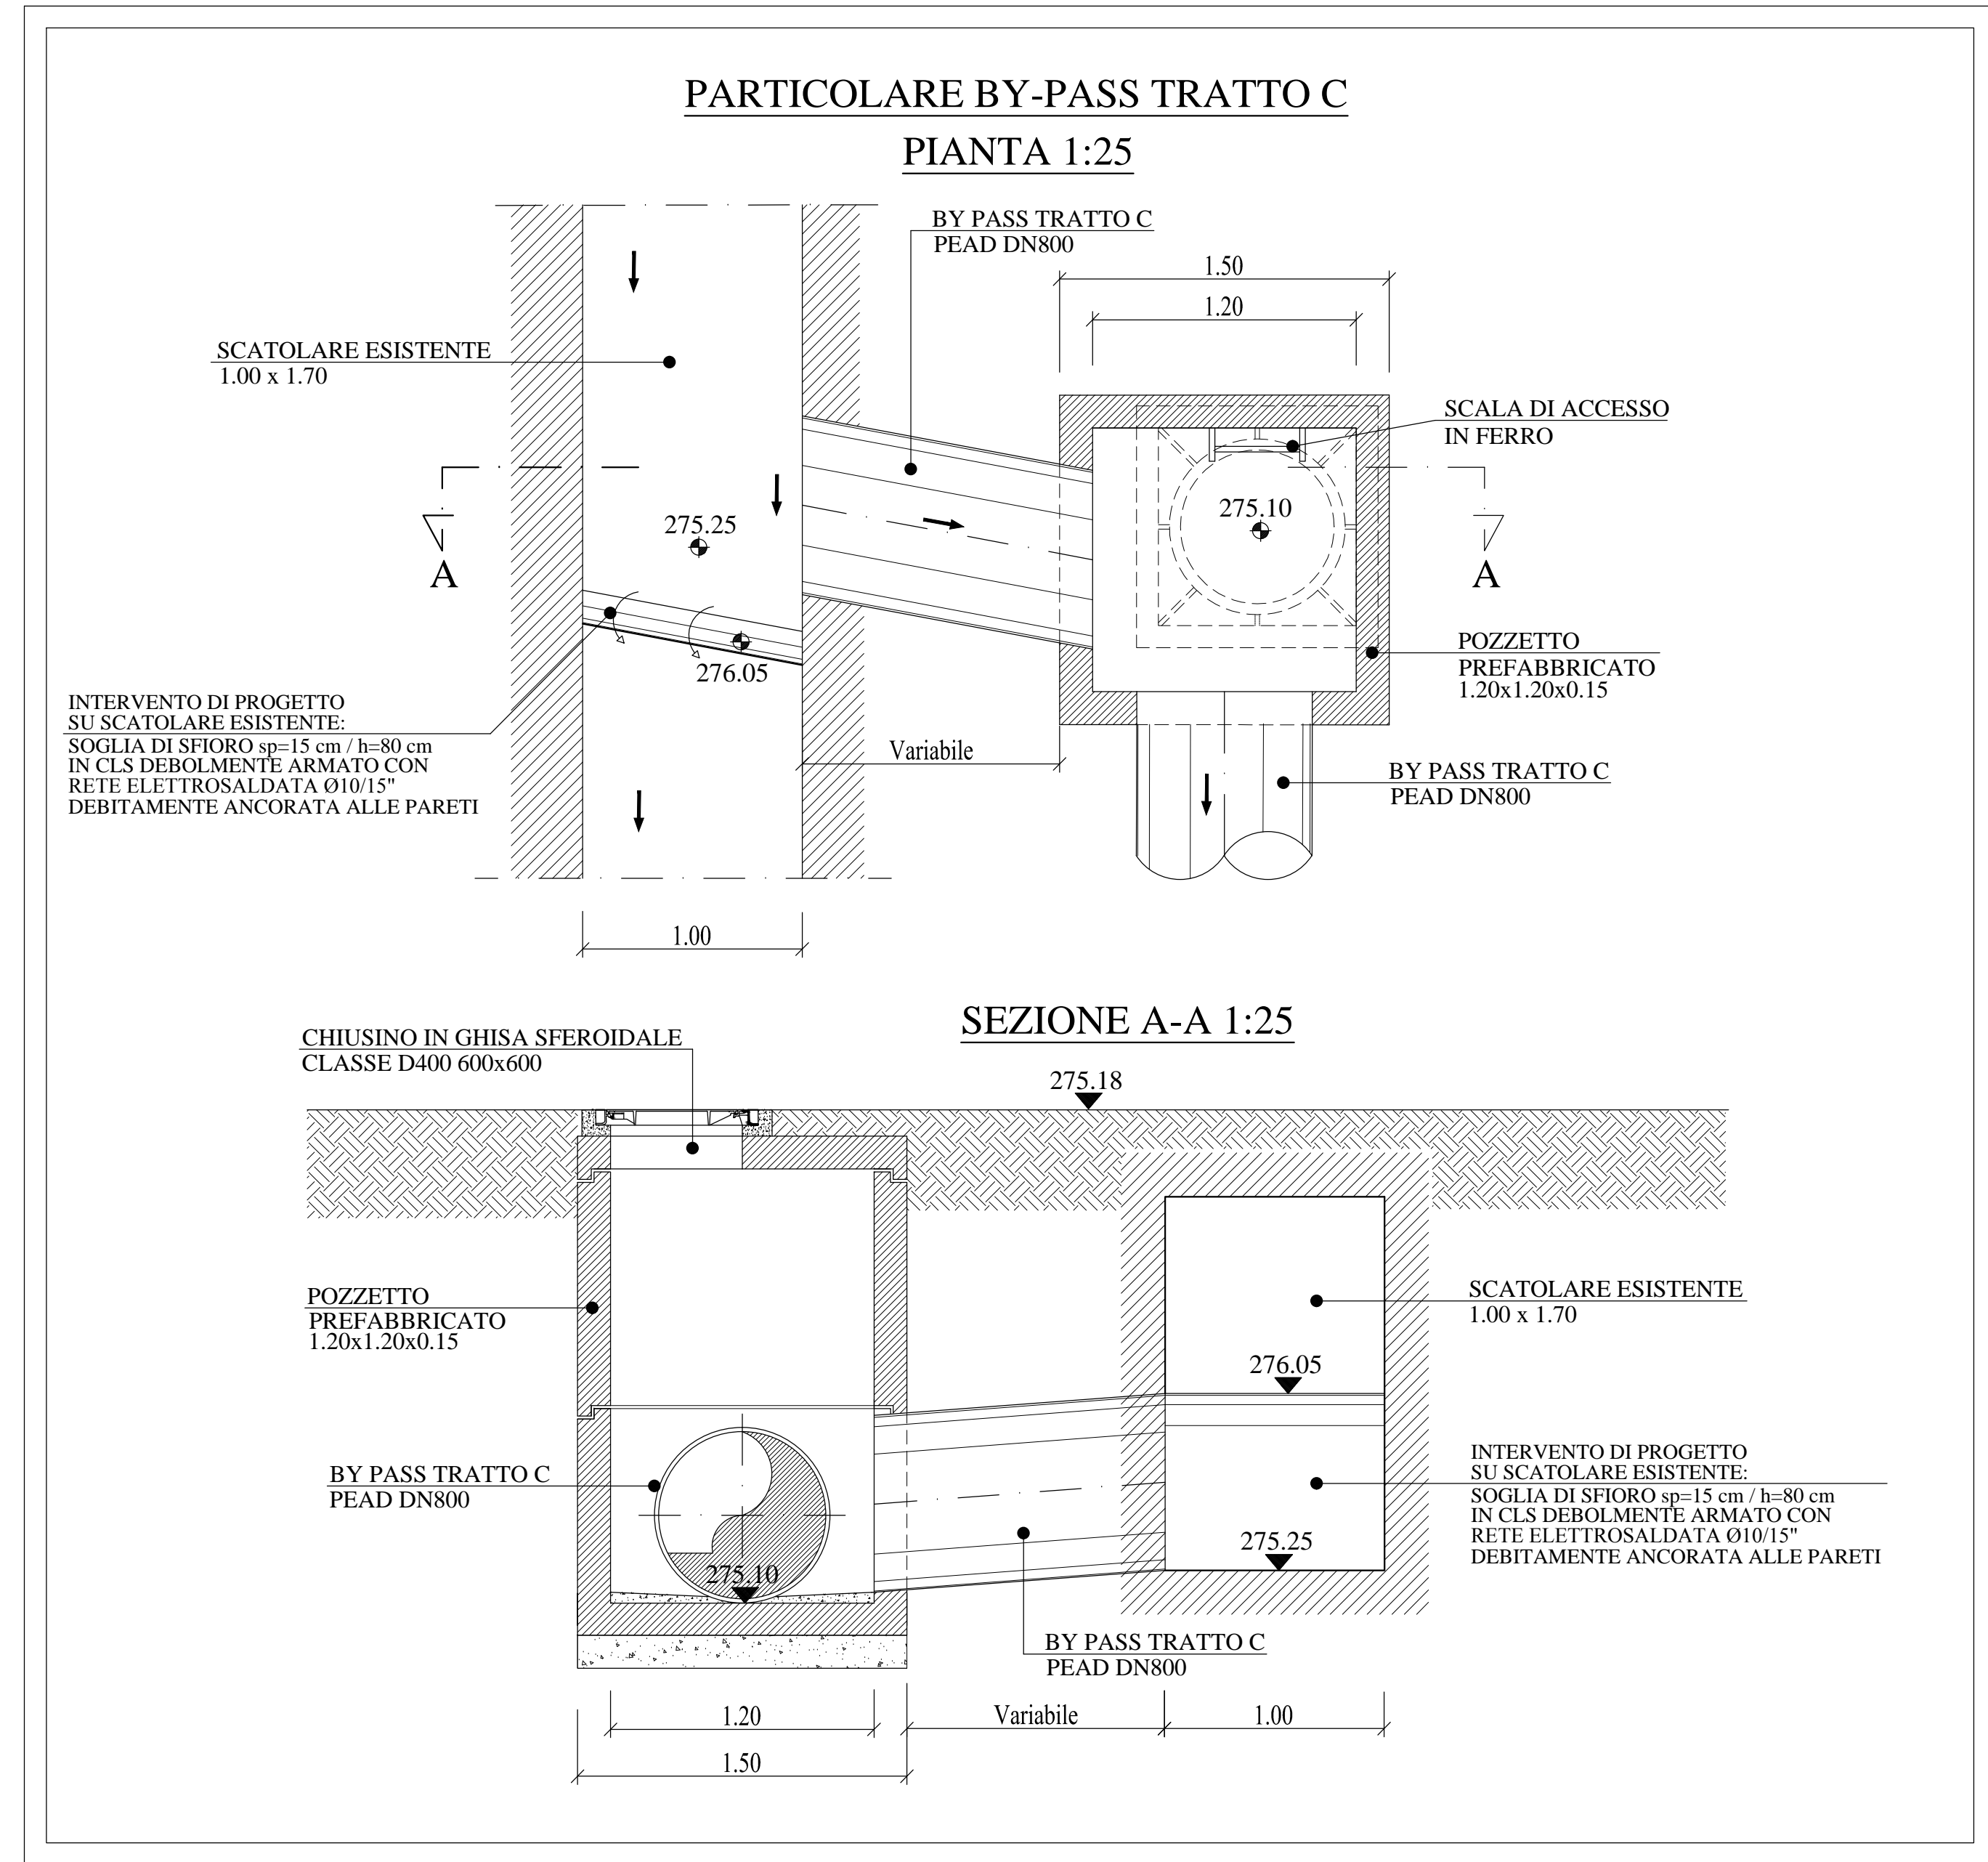 PARTICOLARE BY-PASS TRATTO C
PIANTA 1:25
BY PASS TRATTO C
PEAD DN800
1.50
1.20
SCATOLARE ESISTENTE
1.00 x 1.70
SCALA DI ACCESSO
IN FERRO
275.25
275.10
A
A
276.05
POZZETTO
PREFABBRICATO
1.20x1.20x0.15
INTERVENTO DI PROGETTO
SU SCATOLARE ESISTENTE:
SOGLIA DI SFIORO sp=15 cm / h=80 cm
IN CLS DEBOLMENTE ARMATO CON
RETE ELETTROSALDATA Ø10/15"
DEBITAMENTE ANCORATA ALLE PARETI
Variabile
BY PASS TRATTO C
PEAD DN800
1.00
SEZIONE A-A 1:25
CHIUSINO IN GHISA SFEROIDALE
CLASSE D400 600x600
275.18
POZZETTO
PREFABBRICATO
1.20x1.20x0.15
SCATOLARE ESISTENTE
1.00 x 1.70
276.05
BY PASS TRATTO C
PEAD DN800
INTERVENTO DI PROGETTO
SU SCATOLARE ESISTENTE:
SOGLIA DI SFIORO sp=15 cm / h=80 cm
IN CLS DEBOLMENTE ARMATO CON
RETE ELETTROSALDATA Ø10/15"
DEBITAMENTE ANCORATA ALLE PARETI
275.25
275.10
BY PASS TRATTO C
PEAD DN800
1.20
Variabile
1.00
1.50